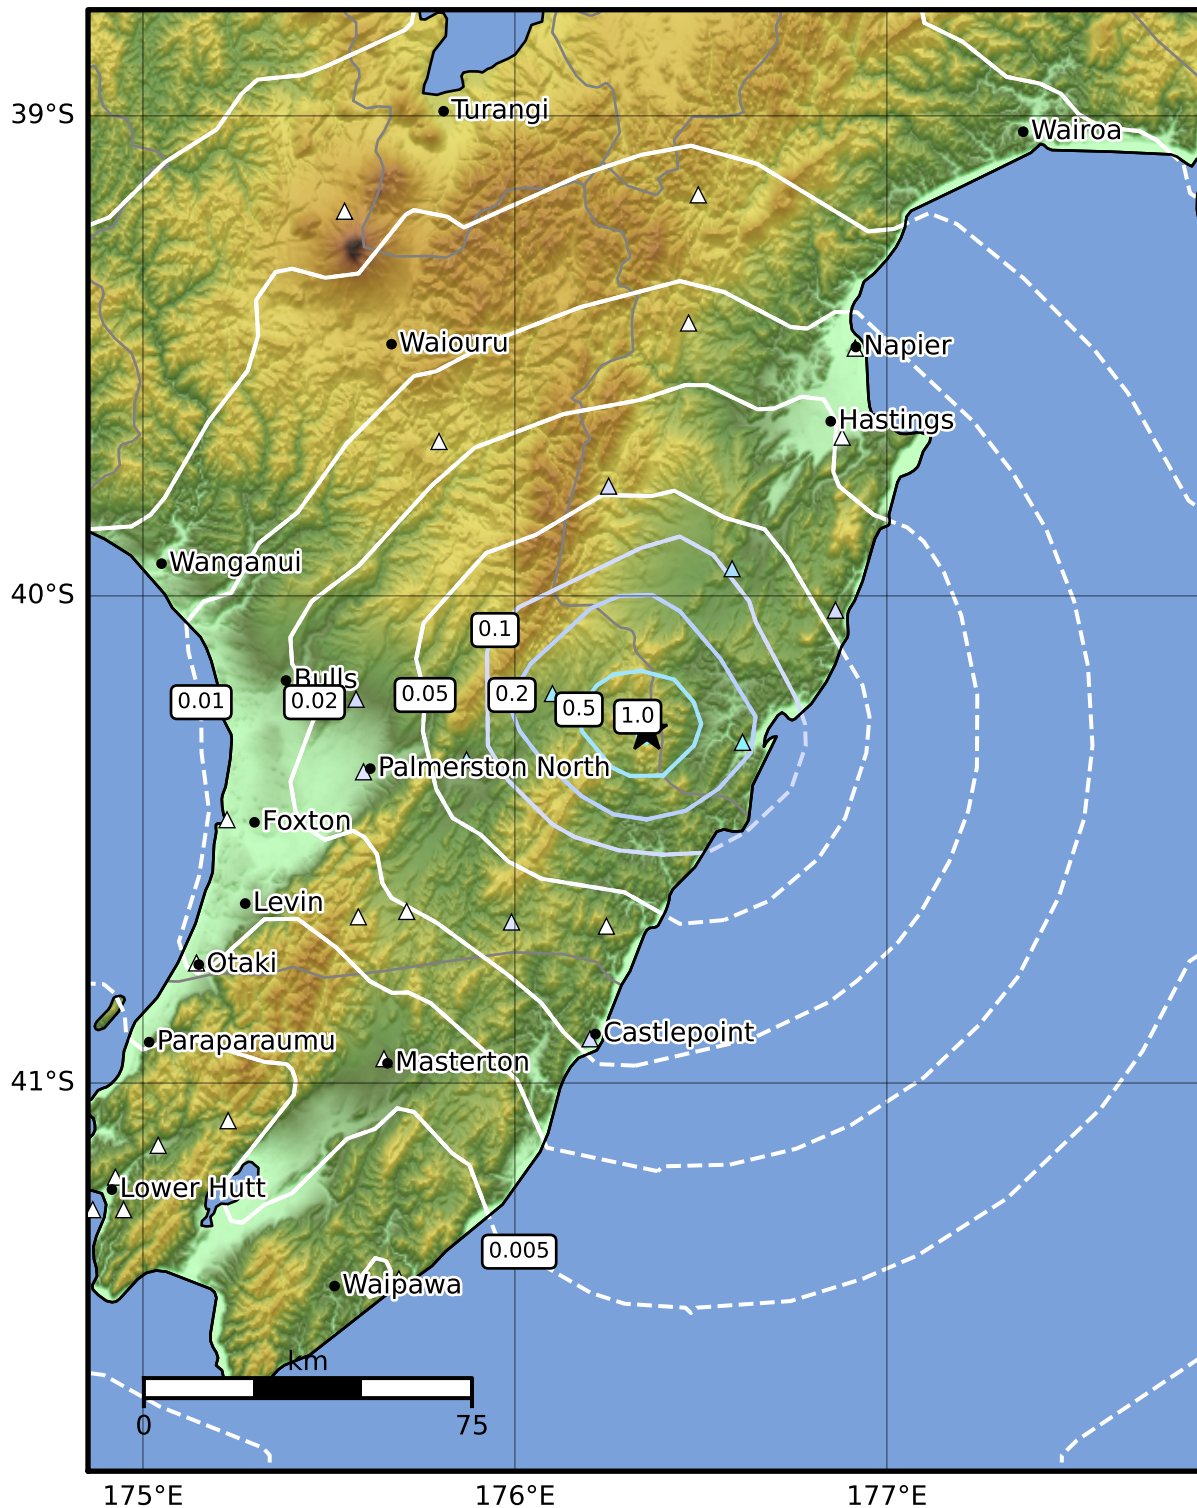 Turangi
39°S
Wairoa
Waiouru
Napier
Hastings
Wanganui
40°S
0.1
Bulls
0.01
0.02
0.05
0.2
0.5
1.0
Palmerston North
Foxton
Levin
Otaki
Castlepoint
Paraparaumu
Masterton
41°S
Lower Hutt
0.005
Waipawa
km
0
75
175°E
176°E
177°E